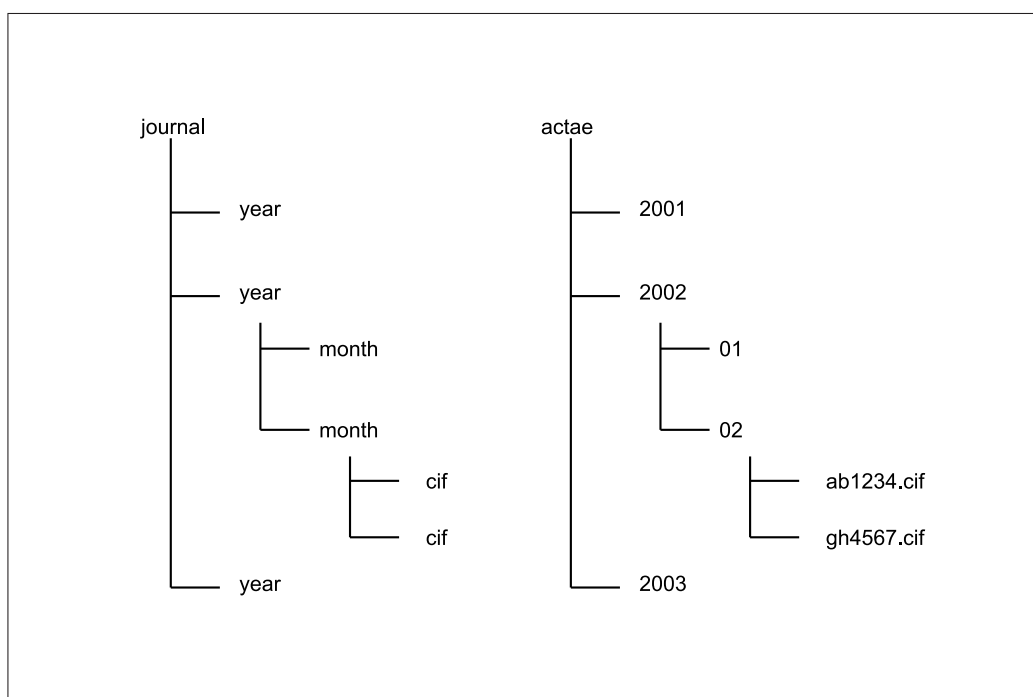 journal
year
year
month
month
cif
cif
year
actae
2001
2002
01
02
ab1234.cif
gh4567.cif
2003